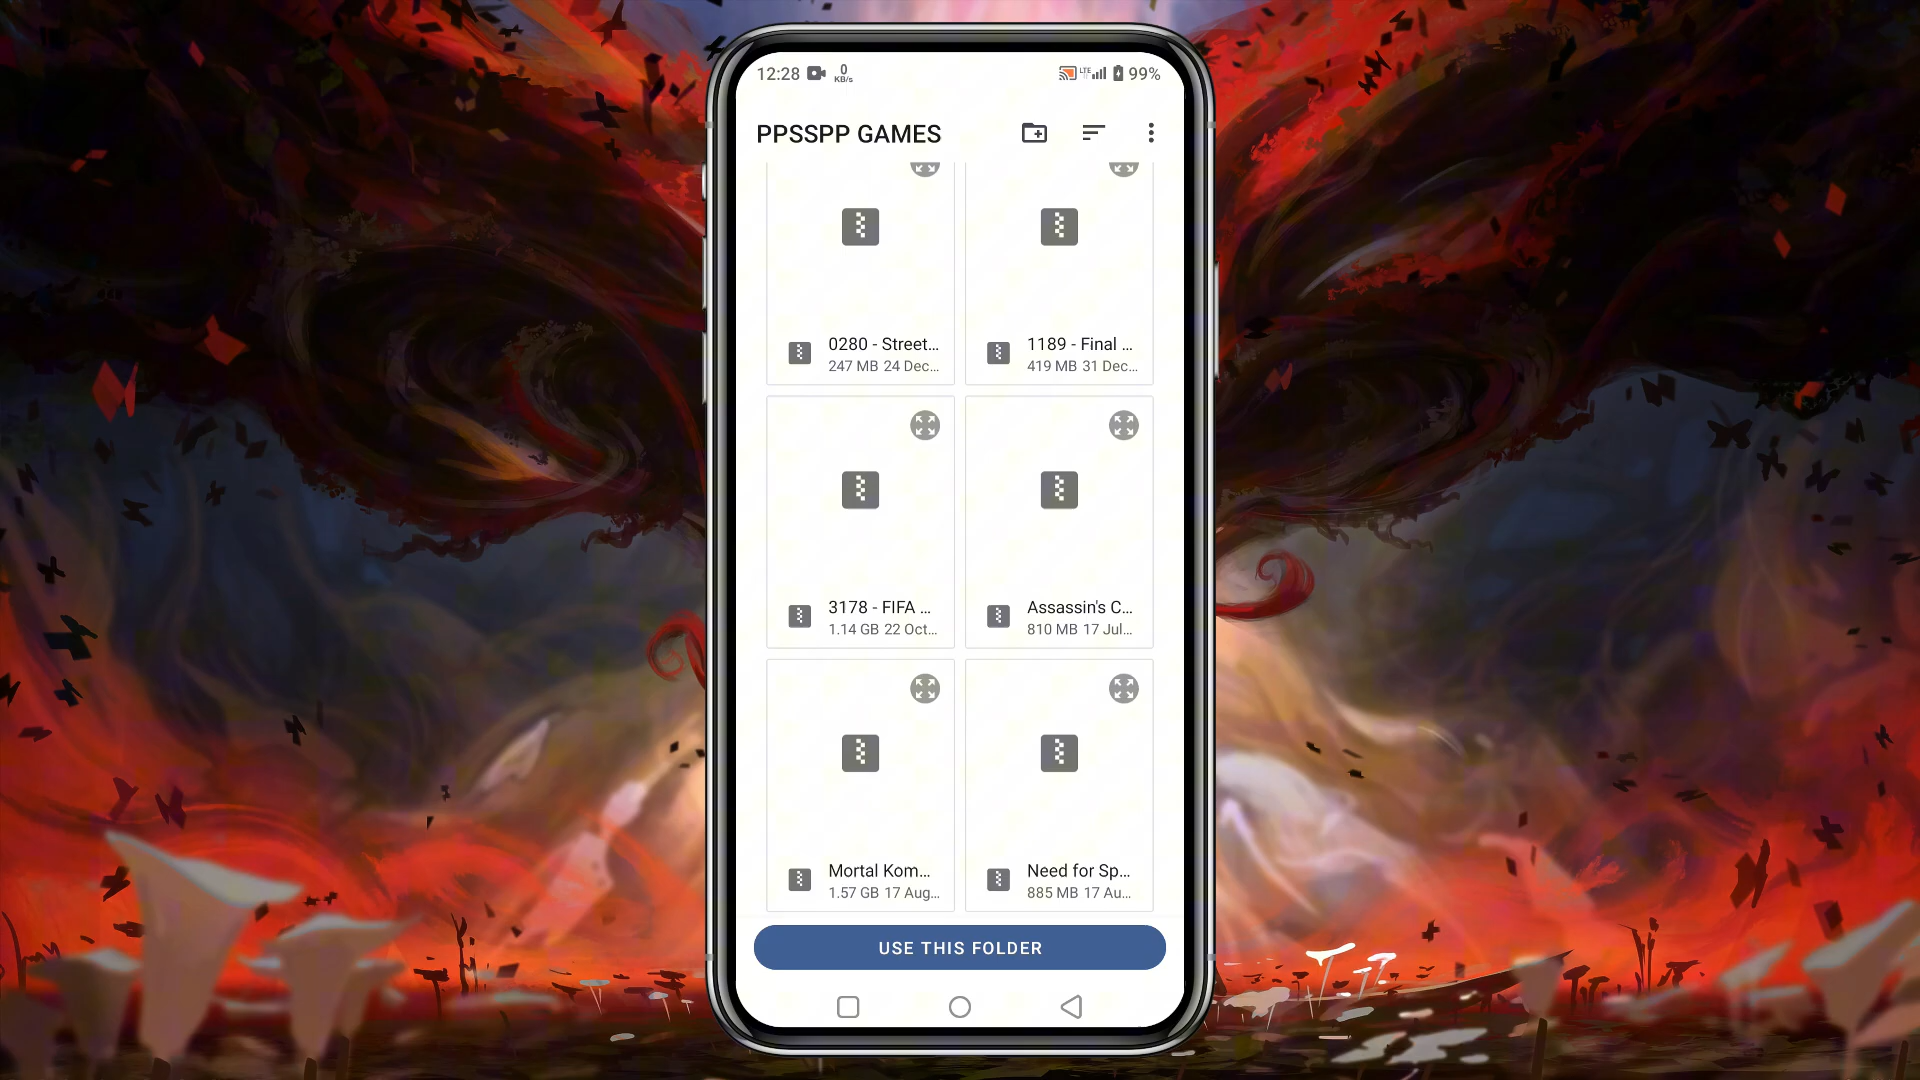 12:28 0 KB/s LTE 99%
PPSSPP GAMES
0280 - Street...
247 MB 24 Dec...
1189 - Final ...
419 MB 31 Dec...
3178 - FIFA ...
1.14 GB 22 Oct...
Assassin's C...
810 MB 17 Jul...
Mortal Kom...
1.57 GB 17 Aug...
Need for Sp...
885 MB 17 Au...
USE THIS FOLDER